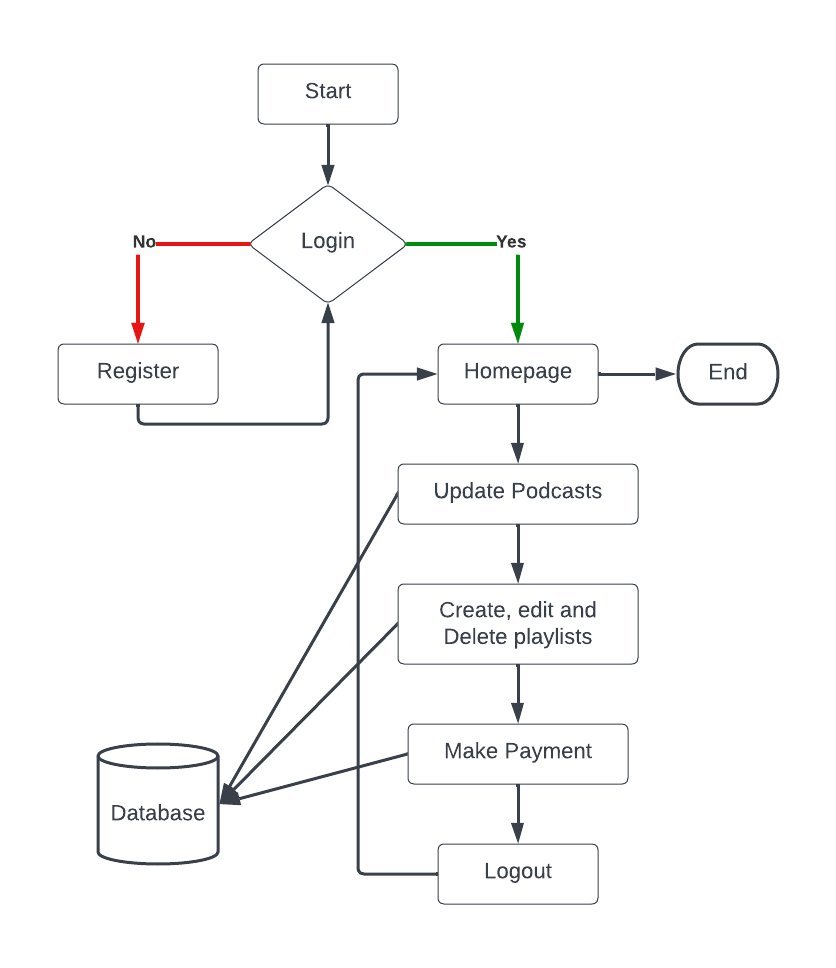 Start
Login
No
Yes
Register
Homepage
End
Update Podcasts
Create, edit and
Delete playlists
Make Payment
Database
Logout